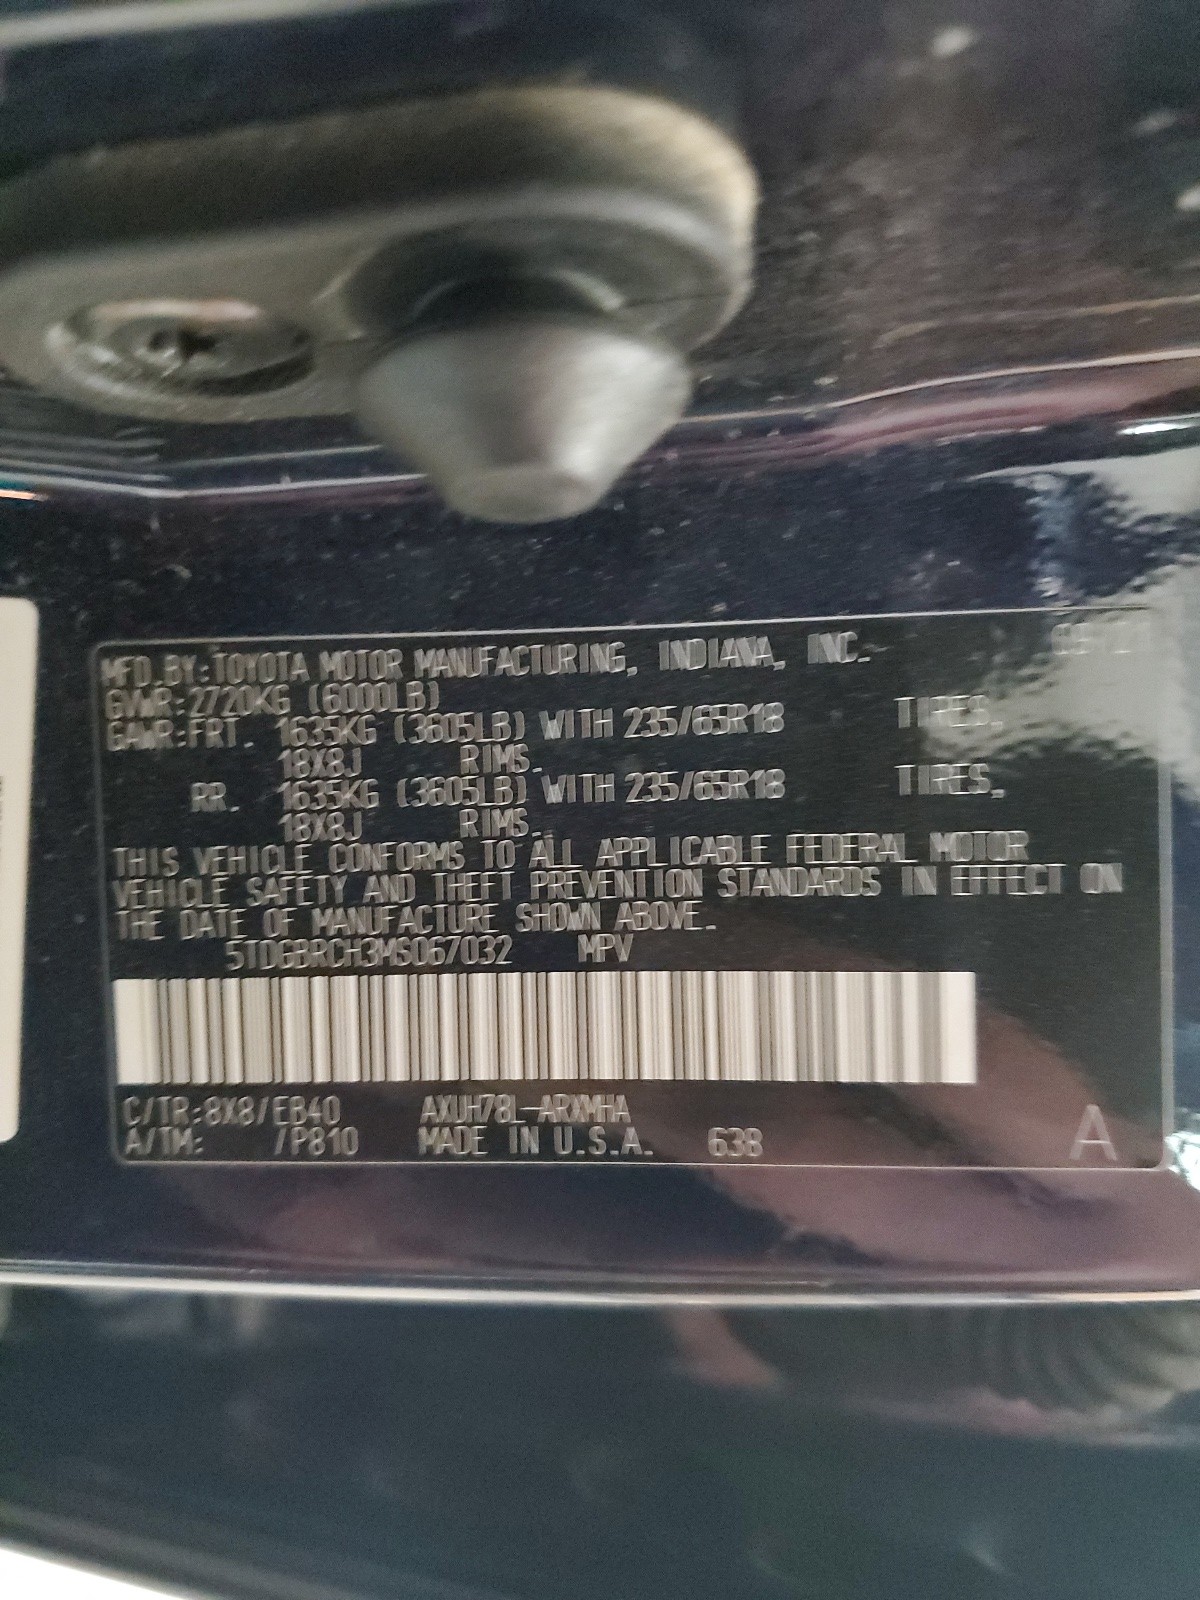 MFD.BY:TOYOTA MOTOR MANUFACTURING, INDIANA, INC.
GVWR:2720KG (6000LB)
GAWR:FRT. 1635KG (3605LB) WITH 235/65R18 TIRES,
18X8J RIMS.
RR. 1635KG (3605LB) WITH 235/65R18 TIRES,
18X8J RIMS.
THIS VEHICLE CONFORMS TO ALL APPLICABLE FEDERAL MOTOR
VEHICLE SAFETY AND THEFT PREVENTION STANDARDS IN EFFECT ON
THE DATE OF MANUFACTURE SHOWN ABOVE.
5TDGBRCH3MS067032 MPV
C/TR:8X8/EB40 AXUH78L-ARXMHA
A/TM: /P810 MADE IN U.S.A. 638 A